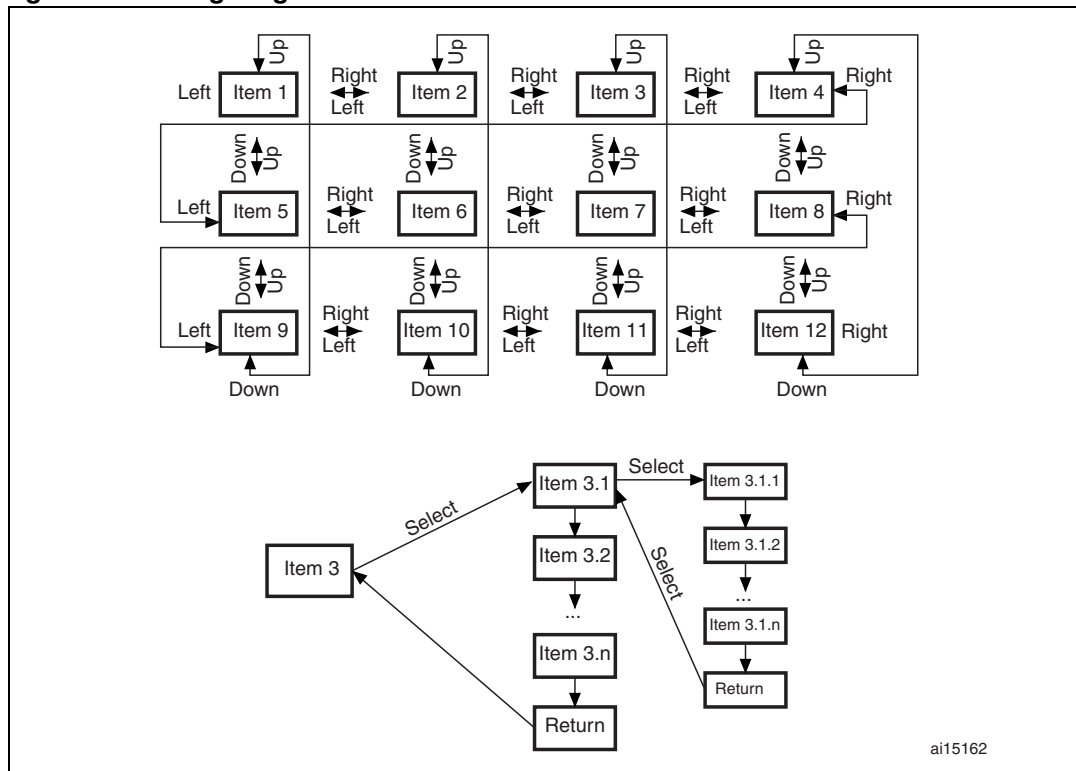 Up Up Up Up
Left Item 1 Right Left Item 2 Right Left Item 3 Right Left Item 4 Right
Down Up Down Up Down Up Down Up
Left Item 5 Right Left Item 6 Right Left Item 7 Right Left Item 8 Right
Down Up Down Up Down Up Down Up
Left Item 9 Right Left Item 10 Right Left Item 11 Right Left Item 12 Right
Down Down Down Down
Item 3
Select
Item 3.1
Item 3.2
...
Item 3.n
Return
Select
Item 3.1.1
Item 3.1.2
...
Item 3.1.n
Return
Select
ai15162